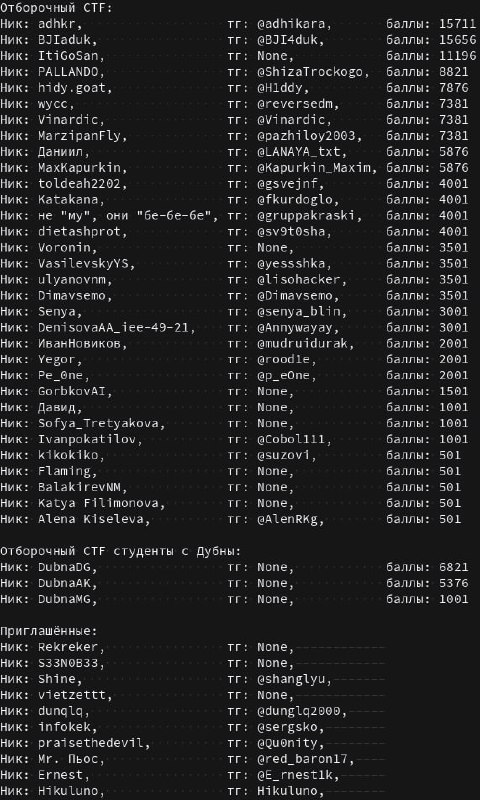 Отборочный CTF:
Ник: adhkr, тг: @adhikara, баллы: 15711
Ник: BJIaduk, тг: @BJI4duk, баллы: 15656
Ник: ItiGoSan, тг: None, баллы: 11196
Ник: PALLANDO, тг: @ShizaTrockogo, баллы: 8821
Ник: hidy.goat, тг: @H1ddy, баллы: 7876
Ник: wycc, тг: @reversedm, баллы: 7381
Ник: Vinardic, тг: @Vinardic, баллы: 7381
Ник: MarzipanFly, тг: @pazhiloy2003, баллы: 7381
Ник: Даниил, тг: @LANAYA_txt, баллы: 5876
Ник: MaxKapurkin, тг: @Kapurkin_Maxim, баллы: 5876
Ник: toldeah2202, тг: @gsvejnf, баллы: 4001
Ник: Katakana, тг: @fkurdoglo, баллы: 4001
Ник: не "му", они "бе-бе-бе", тг: @gruppakraski, баллы: 4001
Ник: dietashprot, тг: @sv9t0sha, баллы: 4001
Ник: Voronin, тг: None, баллы: 3501
Ник: VasilevskyYS, тг: @yessshka, баллы: 3501
Ник: ulyanovnm, тг: @lisohacker, баллы: 3501
Ник: Dimavsemo, тг: @Dimavsemo, баллы: 3501
Ник: Senya, тг: @senya_blin, баллы: 3001
Ник: DenisovaAA_iee-49-21, тг: @Annywayay, баллы: 3001
Ник: ИванНовиков, тг: @mudruidurak, баллы: 2001
Ник: Yegor, тг: @rood1e, баллы: 2001
Ник: Pe_0ne, тг: @p_eOne, баллы: 2001
Ник: GorbkovAI, тг: None, баллы: 1501
Ник: Давид, тг: None, баллы: 1001
Ник: Sofya_Tretyakova, тг: None, баллы: 1001
Ник: Ivanpokatilov, тг: @Cobol111, баллы: 1001
Ник: kikokiko, тг: @suzovi, баллы: 501
Ник: Flaming, тг: None, баллы: 501
Ник: BalakirevNM, тг: None, баллы: 501
Ник: Katya Filimonova, тг: None, баллы: 501
Ник: Alena Kiseleva, тг: @AlenRKg, баллы: 501
Отборочный CTF студенты с Дубны:
Ник: DubnaDG, тг: None, баллы: 6821
Ник: DubnaAK, тг: None, баллы: 5376
Ник: DubnaMG, тг: None, баллы: 1001
Приглашённые:
Ник: Rekreker, тг: None,
Ник: S33N0B33, тг: None,
Ник: Shine, тг: @shanglyu,
Ник: vietzettt, тг: None,
Ник: dunqlq, тг: @dunglq2000,
Ник: infokek, тг: @sergsko,
Ник: praisethedevil, тг: @Qu0nity,
Ник: Mr. Пьос, тг: @red_baron17,
Ник: Ernest, тг: @E_rnest1k,
Ник: Hikuluno, тг: Hikuluno,